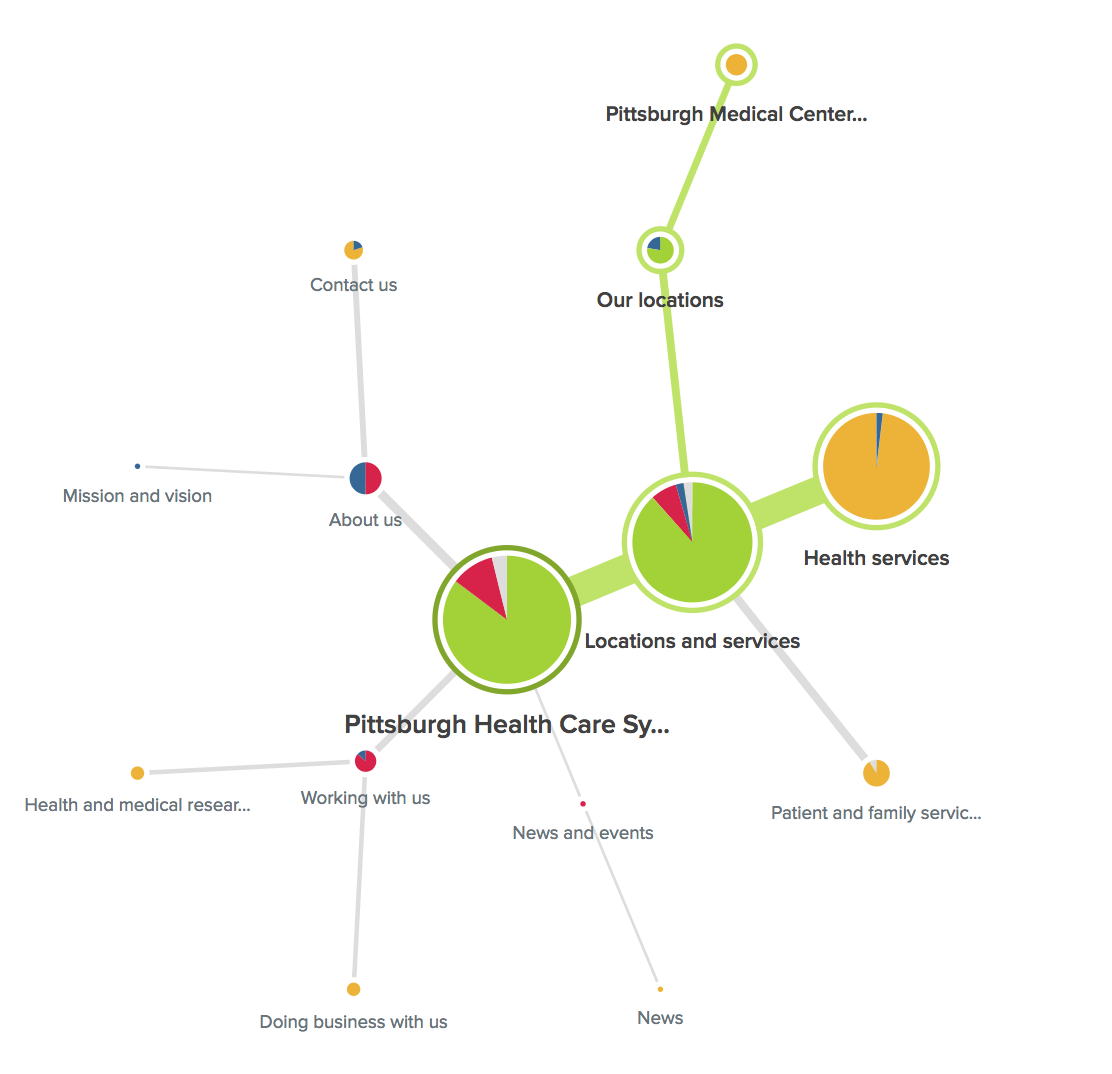 Pittsburgh Medical Center...
Contact us
Our locations
Mission and vision
About us
Health services
Locations and services
Pittsburgh Health Care Sy...
Health and medical resear...
Working with us
News and events
Patient and family servic...
Doing business with us
News